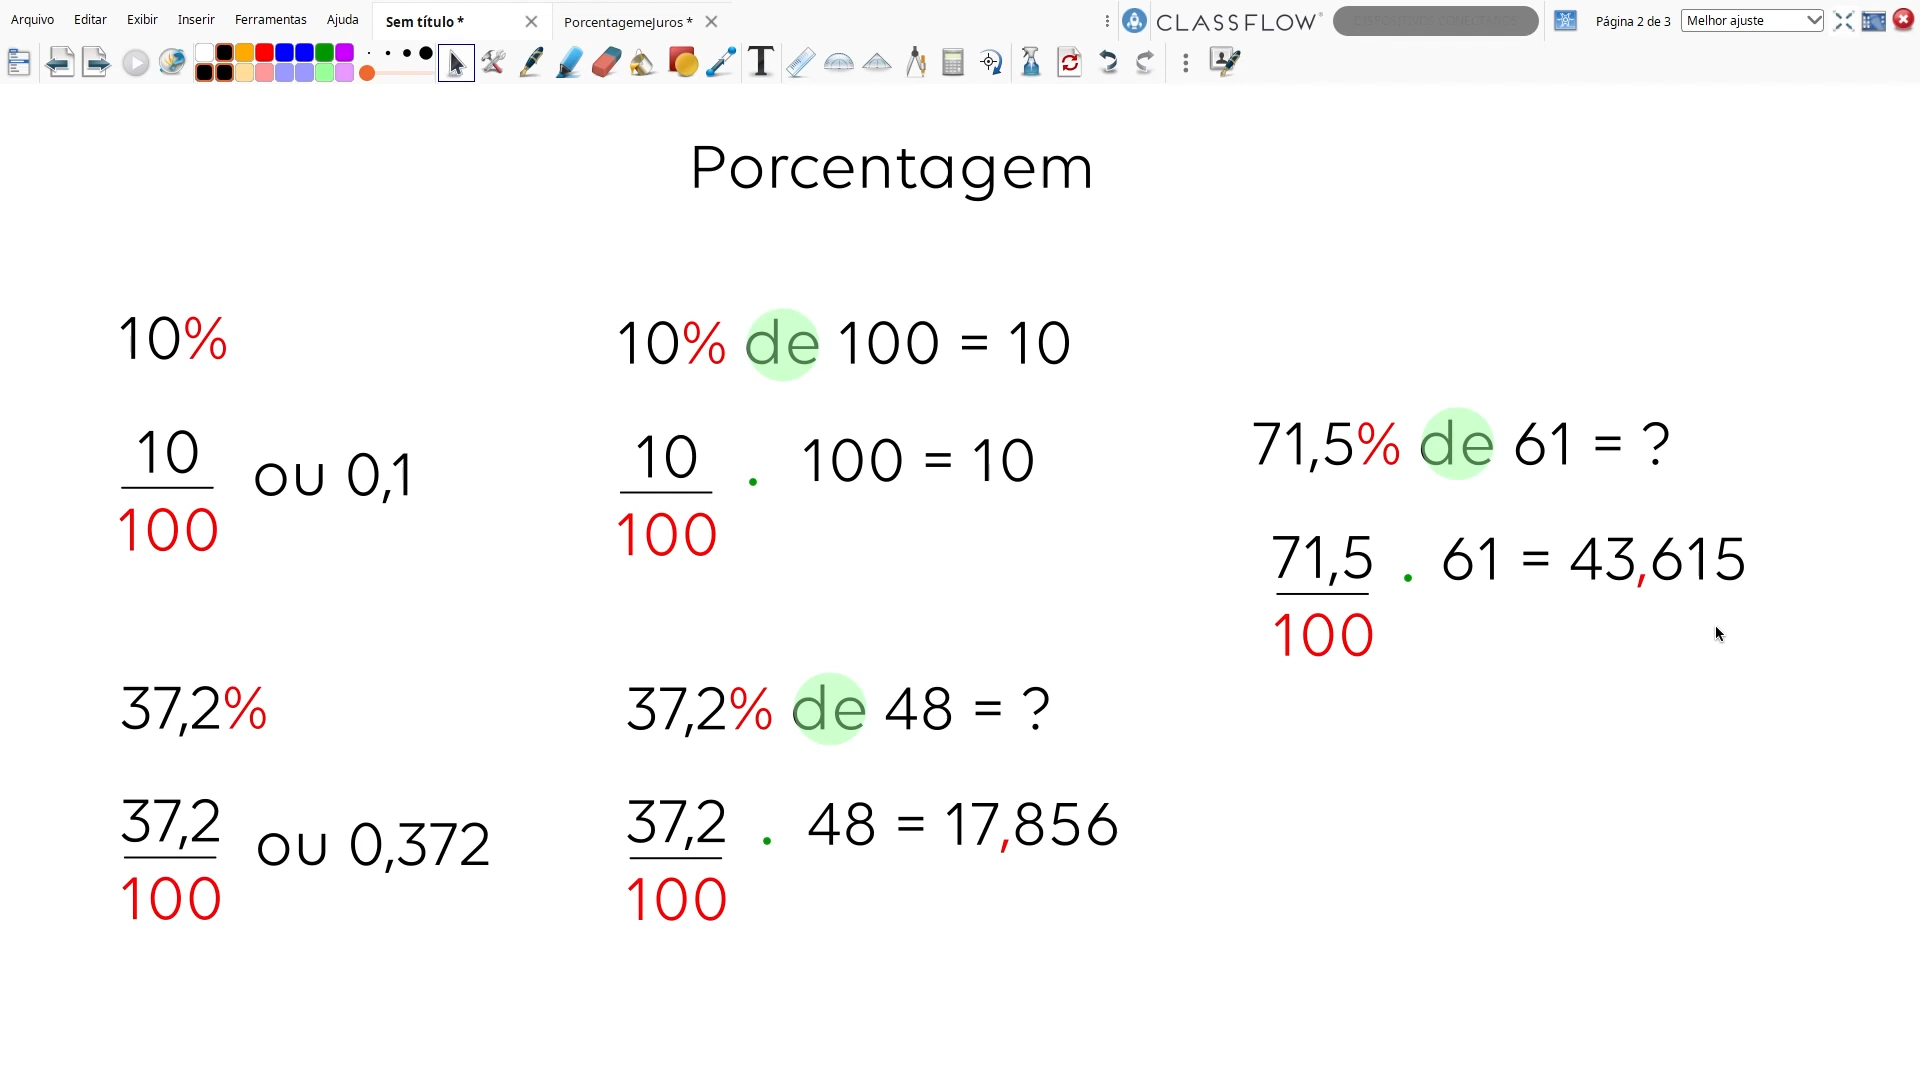 Arquivo Editar Exibir Inserir Ferramentas Ajuda Sem título * PorcentagemeJuros * CLASSFLOW Página 2 de 3 Melhor ajuste
T
Porcentagem
10%
10
100
ou 0,1
10% de 100 = 10
10
100
. 100 = 10
71,5% de 61 = ?
71,5
100
. 61 = 43,615
37,2%
37,2
100
ou 0,372
37,2% de 48 = ?
37,2
100
. 48 = 17,856